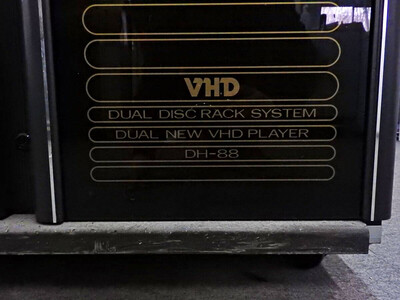 VHD
DUAL DISC RACK SYSTEM
DUAL NEW VHD PLAYER
DH-88